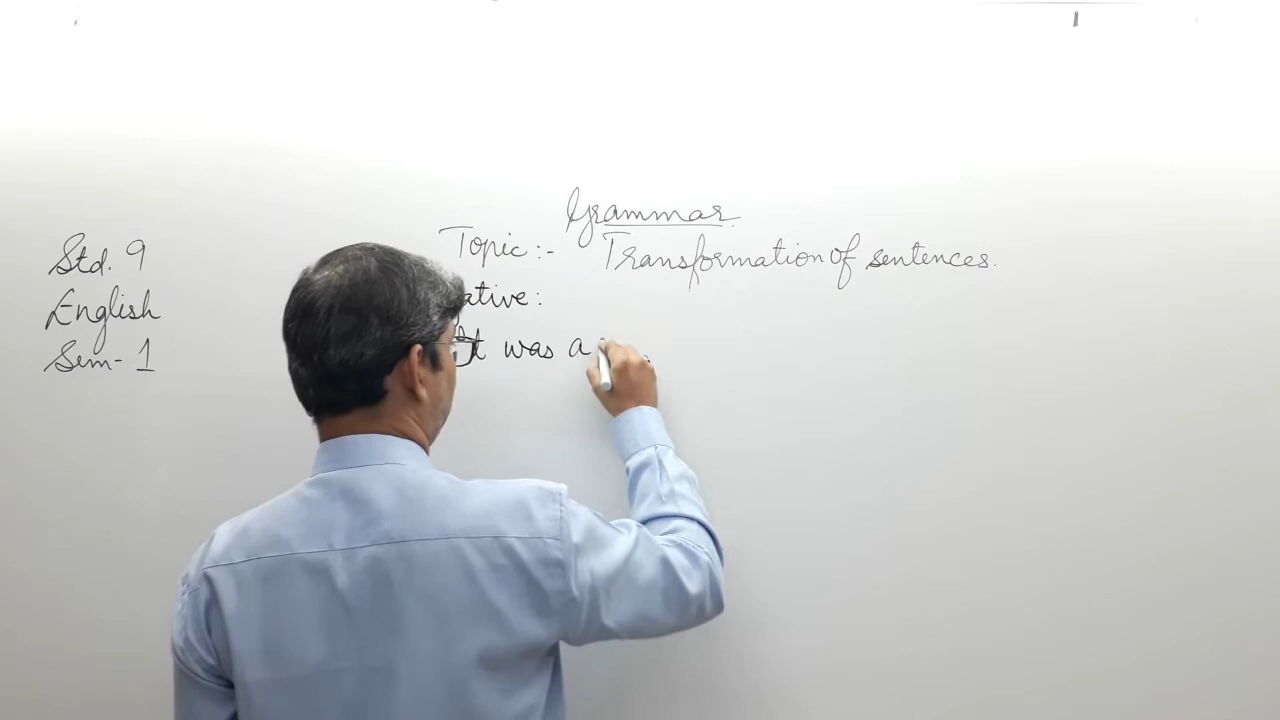 Grammar.
Topic:- Transformation of sentences.
Std. 9
English
Sem- 1
ative:
It was a